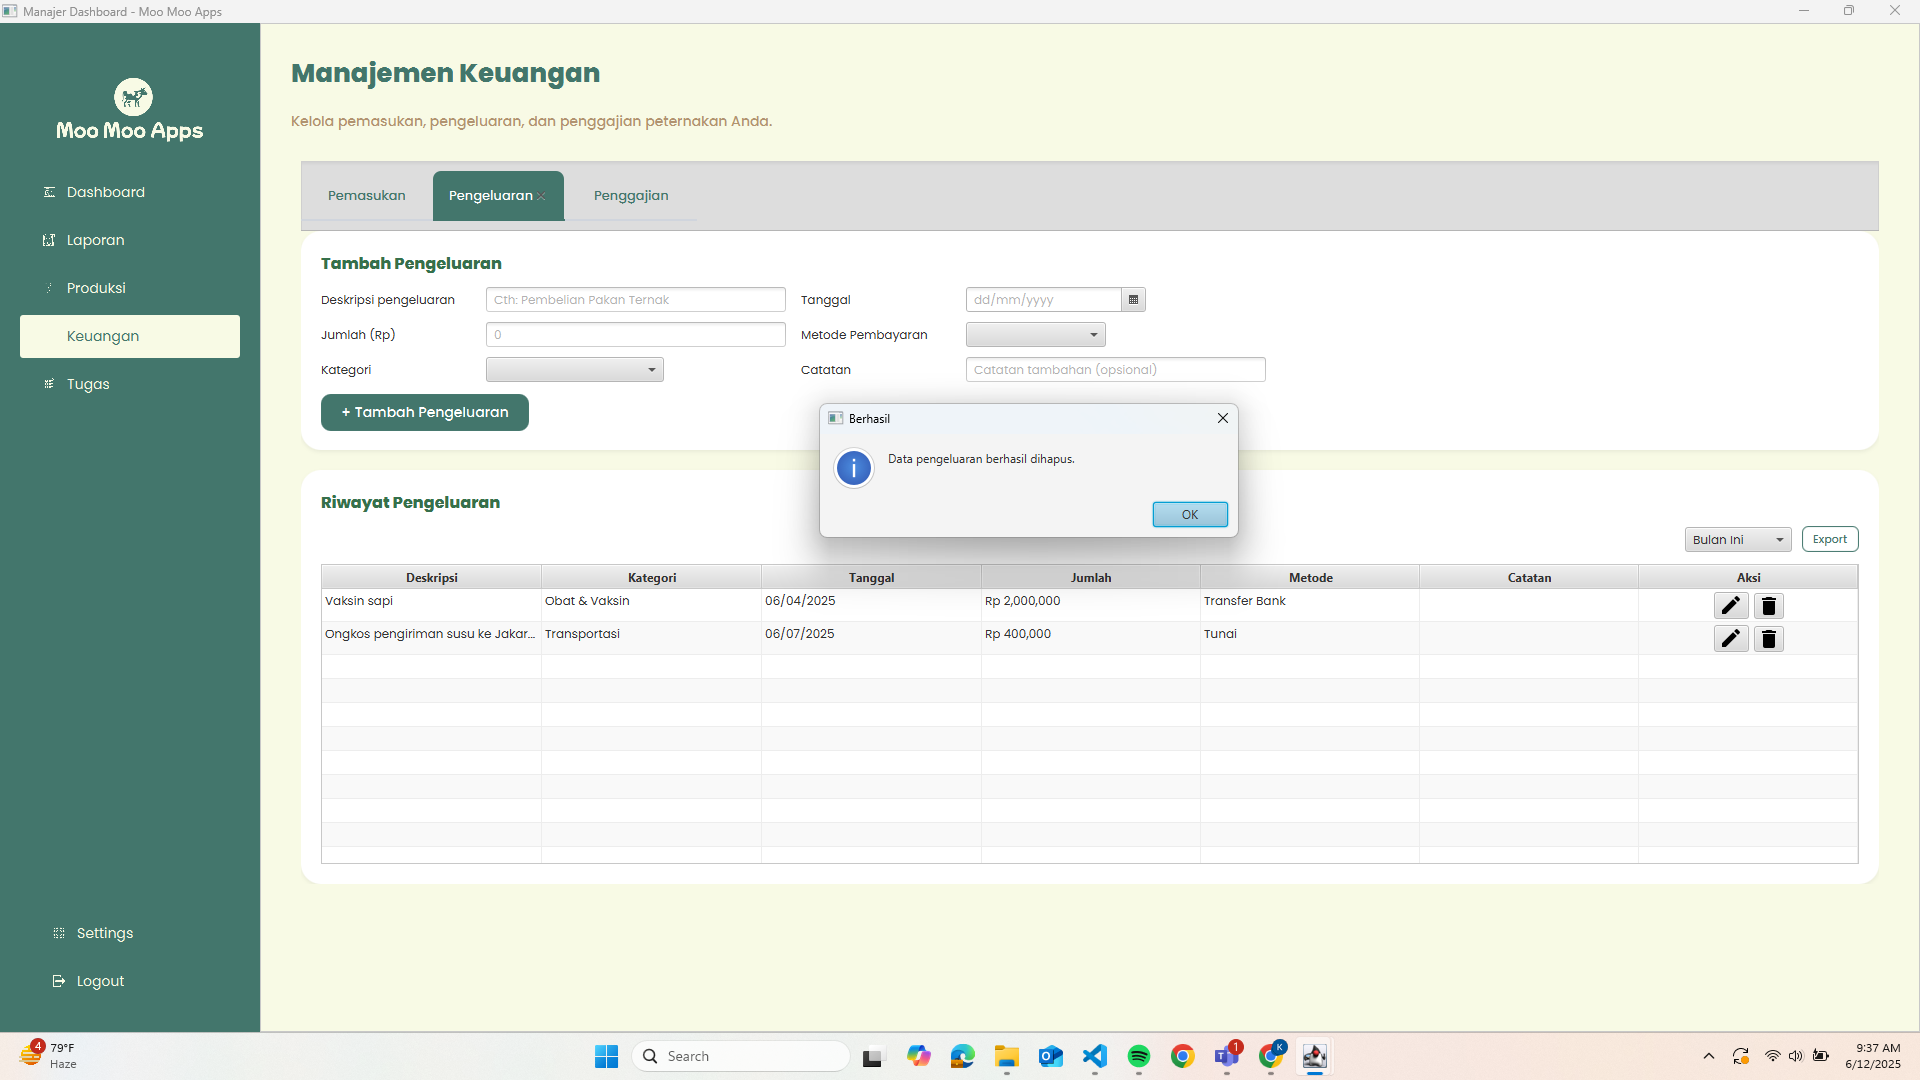 Manajer Dashboard - Moo Moo Apps
Moo Moo Apps
Dashboard
Laporan
Produksi
Keuangan
Tugas
Settings
Logout
Manajemen Keuangan
Kelola pemasukan, pengeluaran, dan penggajian peternakan Anda.
Pemasukan
Pengeluaran
Penggajian
Tambah Pengeluaran
Deskripsi pengeluaran Cth: Pembelian Pakan Ternak Tanggal dd/mm/yyyy
Jumlah (Rp) 0 Metode Pembayaran
Kategori Catatan Catatan tambahan (opsional)
+ Tambah Pengeluaran
Berhasil
Data pengeluaran berhasil dihapus.
OK
Riwayat Pengeluaran
Bulan Ini Export
Deskripsi Kategori Tanggal Jumlah Metode Catatan Aksi
Vaksin sapi Obat & Vaksin 06/04/2025 Rp 2,000,000 Transfer Bank
Ongkos pengiriman susu ke Jakar... Transportasi 06/07/2025 Rp 400,000 Tunai
4
79°F
Haze
Search
1
K
9:37 AM
6/12/2025